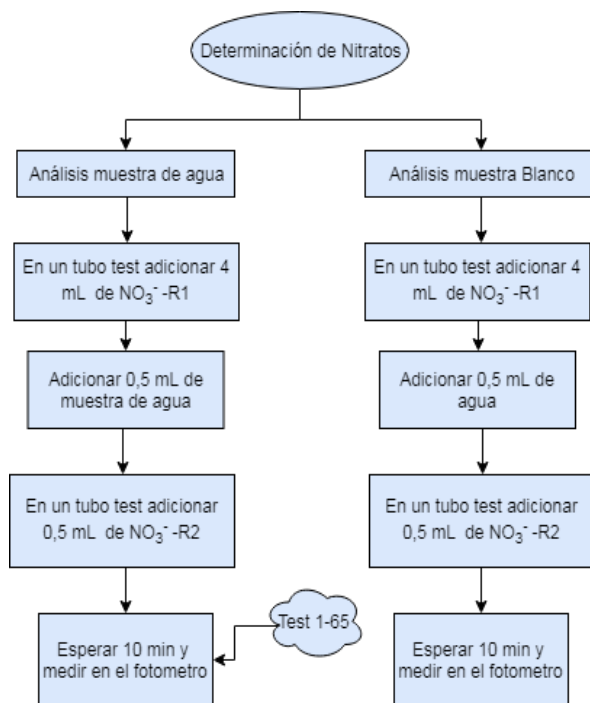 Determinación de Nitratos
Análisis muestra de agua
En un tubo test adicionar 4
mL de NO₃⁻ -R1
Adicionar 0,5 mL de
muestra de agua
En un tubo test adicionar
0,5 mL de NO₃⁻ -R2
Esperar 10 min y
medir en el fotometro
Test 1-65
Análisis muestra Blanco
En un tubo test adicionar 4
mL de NO₃⁻ -R1
Adicionar 0,5 mL de
agua
En un tubo test adicionar
0,5 mL de NO₃⁻ -R2
Esperar 10 min y
medir en el fotometro